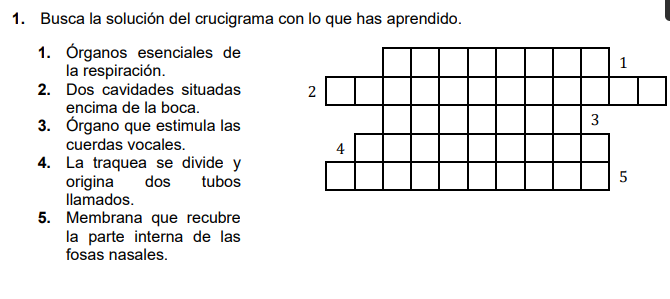 1. Busca la solución del crucigrama con lo que has aprendido.
1. Órganos esenciales de
la respiración.
2. Dos cavidades situadas
encima de la boca.
3. Órgano que estimula las
cuerdas vocales.
4. La traquea se divide y
origina dos tubos
llamados.
5. Membrana que recubre
la parte interna de las
fosas nasales.
1
2
3
4
5